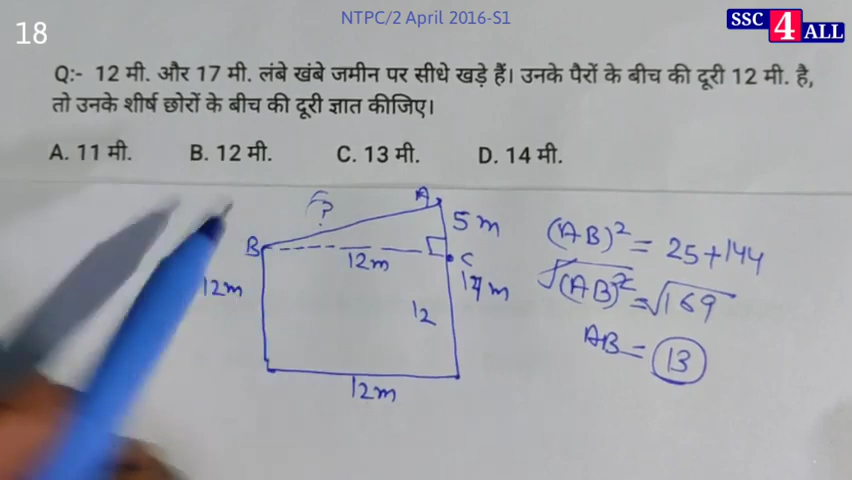 NTPC/2 April 2016-S1
18
SSC 4 ALL
Q:- 12 मी. और 17 मी. लंबे खंबे जमीन पर सीधे खड़े हैं। उनके पैरों के बीच की दूरी 12 मी. है,
तो उनके शीर्ष छोरों के बीच की दूरी ज्ञात कीजिए।
A. 11 मी. B. 12 मी. C. 13 मी. D. 14 मी.
?
A
5 m
B
12m
C
12m
17m
12
12m
(AB)² = 25+144
√(AB)² = √169
AB = 13